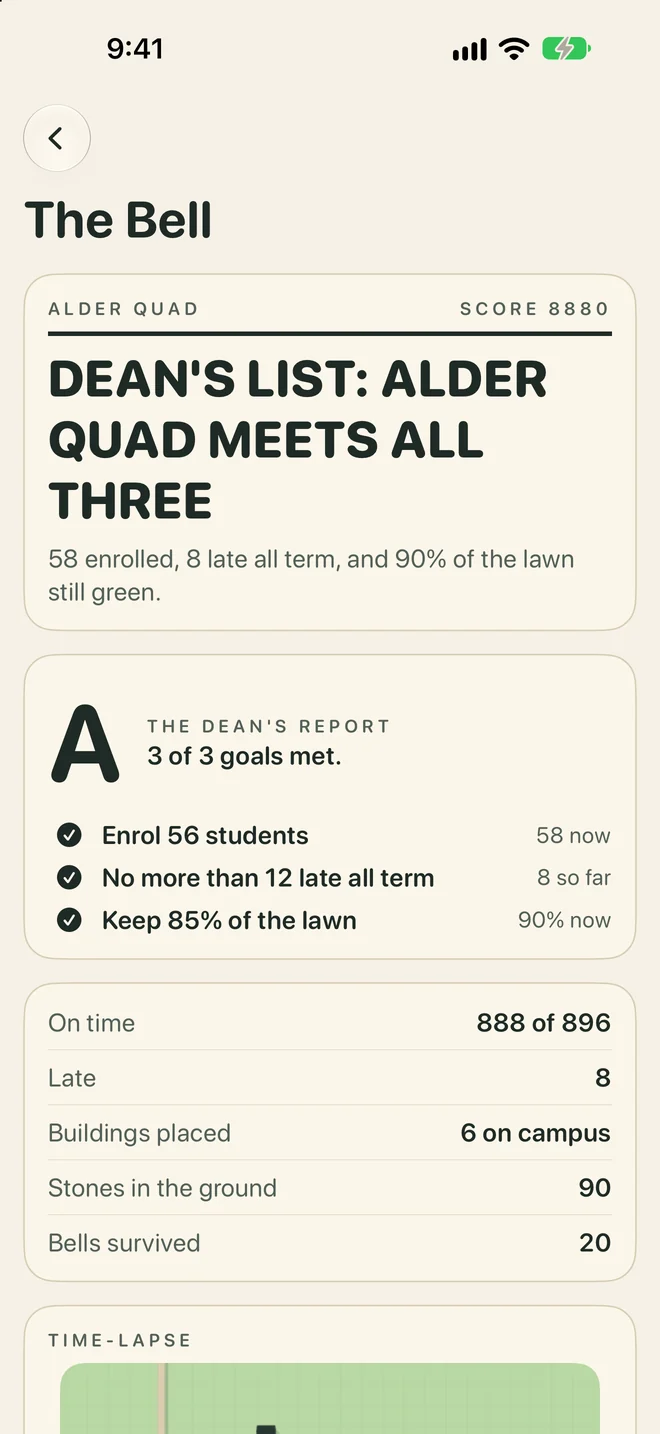 9:41
The Bell
ALDER QUAD SCORE 8880
DEAN'S LIST: ALDER
QUAD MEETS ALL
THREE
58 enrolled, 8 late all term, and 90% of the lawn
still green.
A
THE DEAN'S REPORT
3 of 3 goals met.
Enrol 56 students 58 now
No more than 12 late all term 8 so far
Keep 85% of the lawn 90% now
On time 888 of 896
Late 8
Buildings placed 6 on campus
Stones in the ground 90
Bells survived 20
TIME-LAPSE